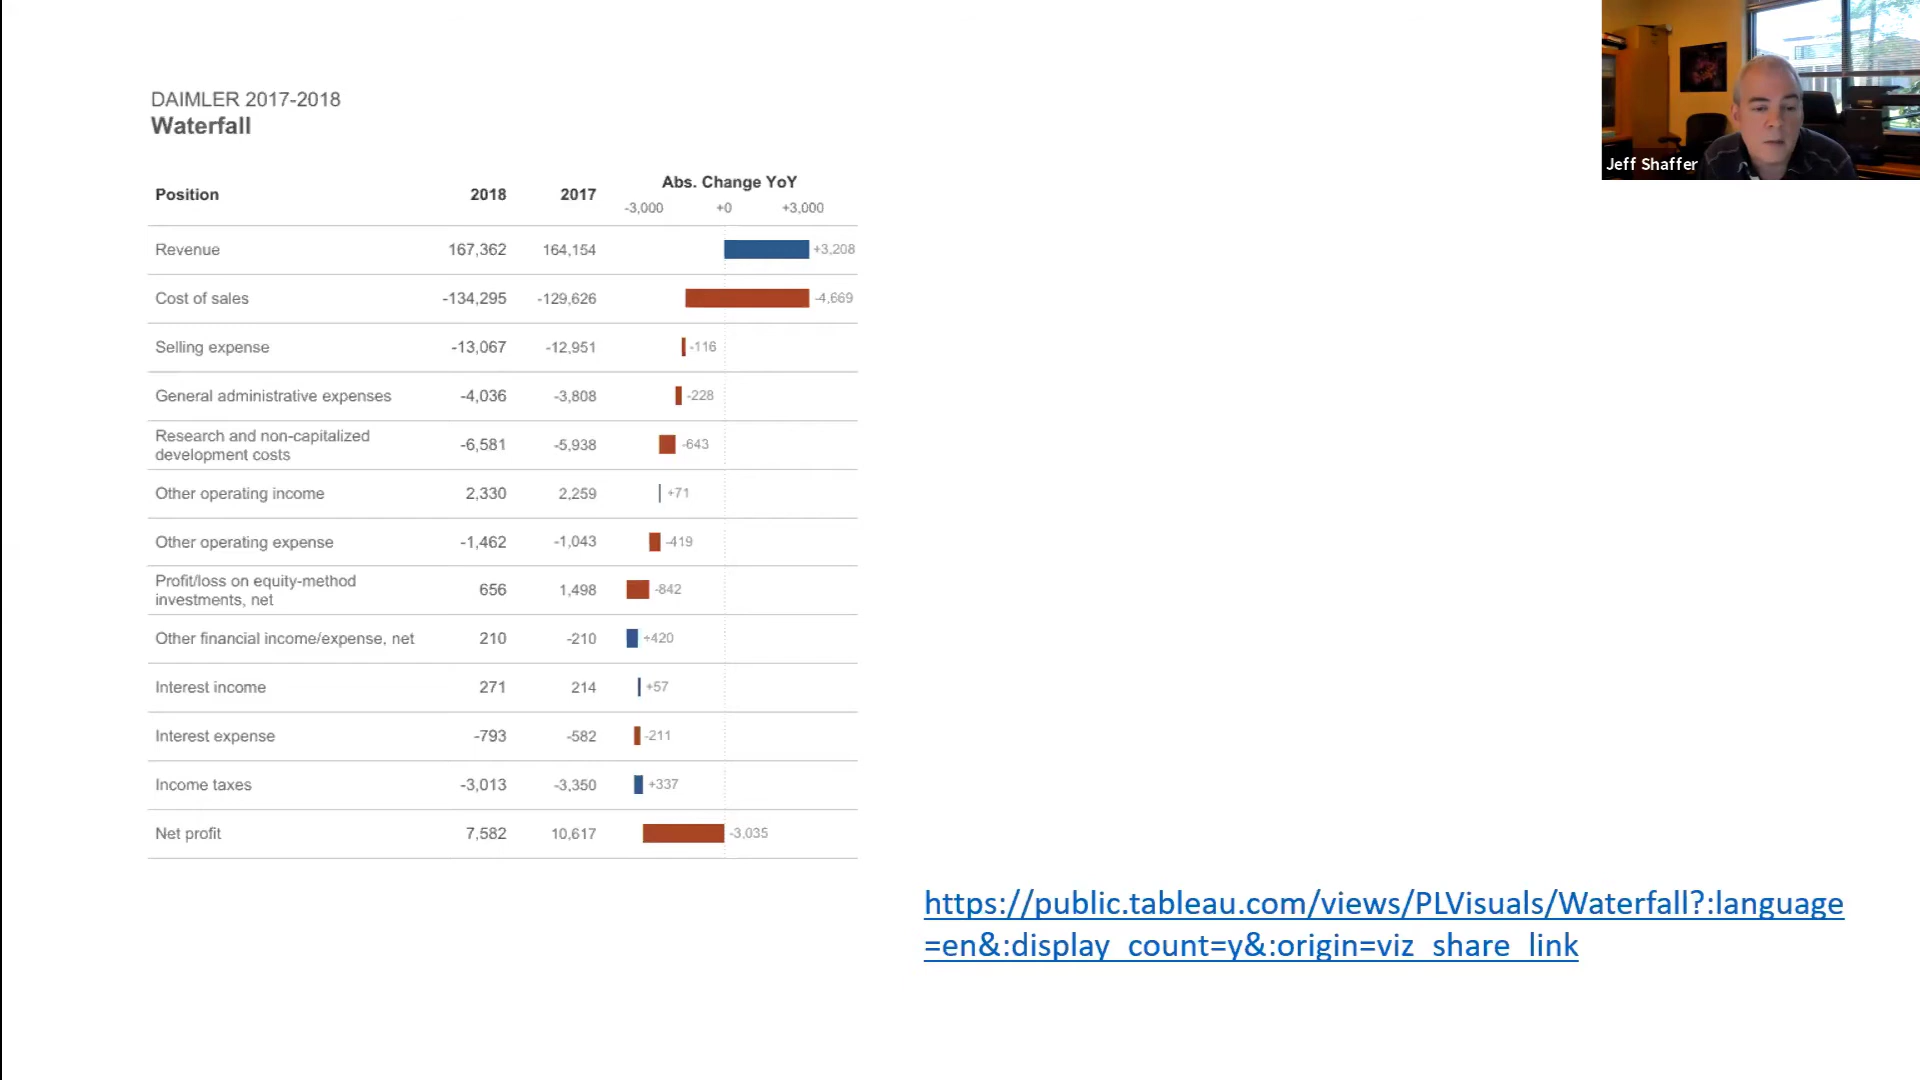 DAIMLER 2017-2018
Waterfall
Jeff Shaffer
Position 2018 2017 Abs. Change YoY
-3,000 +0 +3,000
Revenue 167,362 164,154 +3,208
Cost of sales -134,295 -129,626 -4,669
Selling expense -13,067 -12,951 -116
General administrative expenses -4,036 -3,808 -228
Research and non-capitalized
development costs -6,581 -5,938 -643
Other operating income 2,330 2,259 +71
Other operating expense -1,462 -1,043 -419
Profit/loss on equity-method
investments, net 656 1,498 -842
Other financial income/expense, net 210 -210 +420
Interest income 271 214 +57
Interest expense -793 -582 -211
Income taxes -3,013 -3,350 +337
Net profit 7,582 10,617 -3,035
https://public.tableau.com/views/PLVisuals/Waterfall?:language
=en&:display_count=y&:origin=viz_share_link